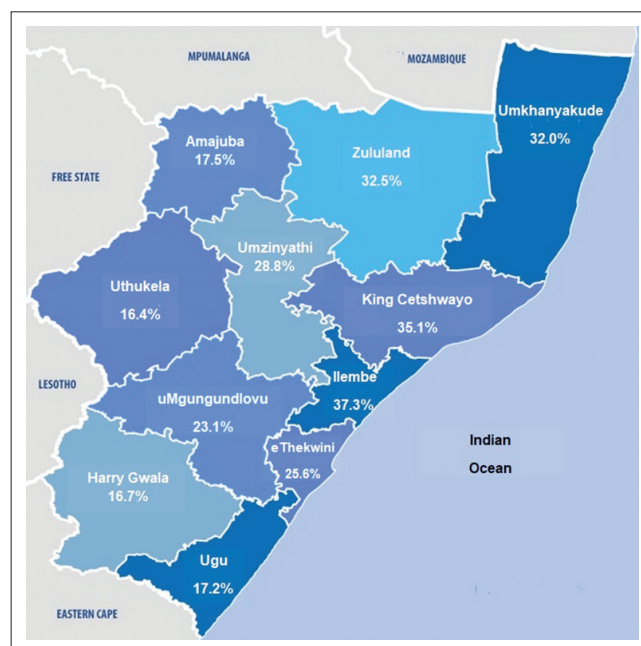 MPUMALANGA
MOZAMBIQUE
Umkhanyakude
32.0%
Amajuba
17.5%
Zululand
32.5%
FREE STATE
Umzinyathi
28.8%
Uthukela
16.4%
King Cetshwayo
35.1%
LESOTHO
uMgungundlovu
23.1%
Ilembe
37.3%
eThekwini
25.6%
Indian
Ocean
Harry Gwala
16.7%
Ugu
17.2%
EASTERN CAPE